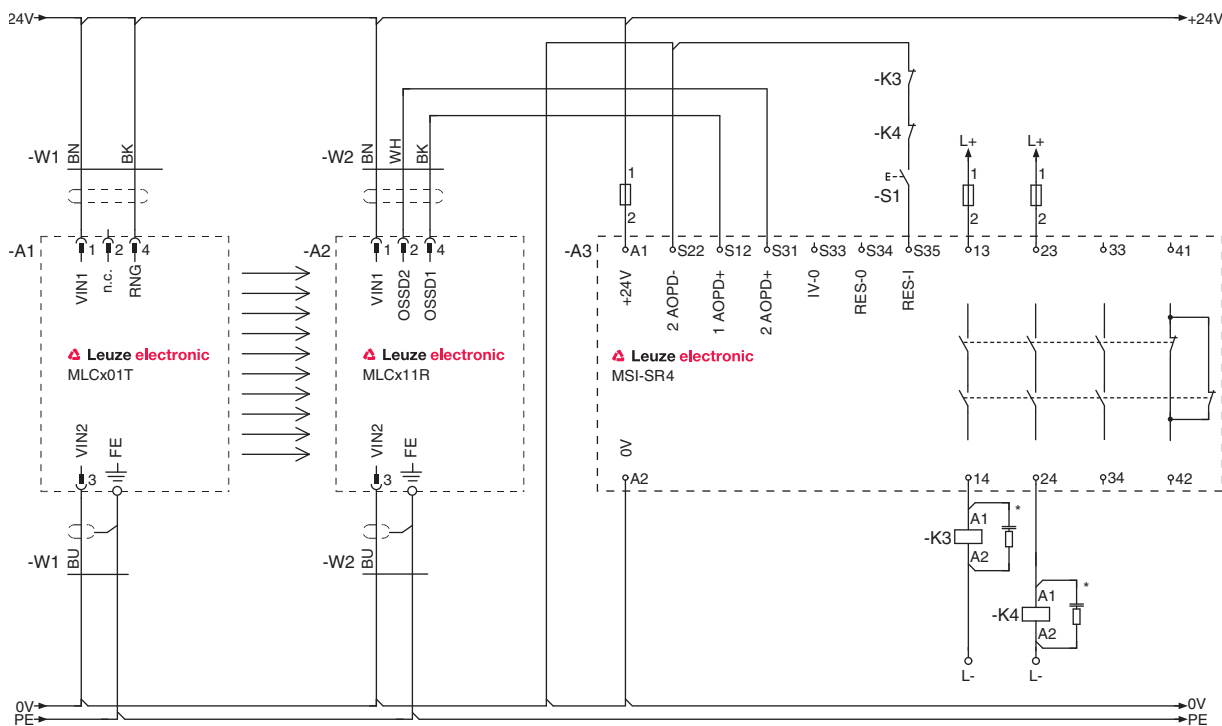 24V
+24V
-K3
-K4
E
-S1
L+
L+
-W1
BN
BK
-W2
BN
WH
BK
1
2
1
2
1
2
-A1
1
2
4
-A2
1
2
4
-A3
A1
S22
S12
S31
S33
S34
S35
13
23
33
41
VIN1
n.c.
RNG
VIN1
OSSD2
OSSD1
+24V
2 AOPD-
1 AOPD+
2 AOPD+
IV-0
RES-0
RES-I
Leuze electronic
MLCx01T
Leuze electronic
MLCx11R
Leuze electronic
MSI-SR4
VIN2
FE
VIN2
FE
0V
3
3
A2
14
24
34
42
-W1
BU
-W2
BU
-K3
A1
A2
*
-K4
A1
A2
*
L-
L-
0V
0V
PE
PE